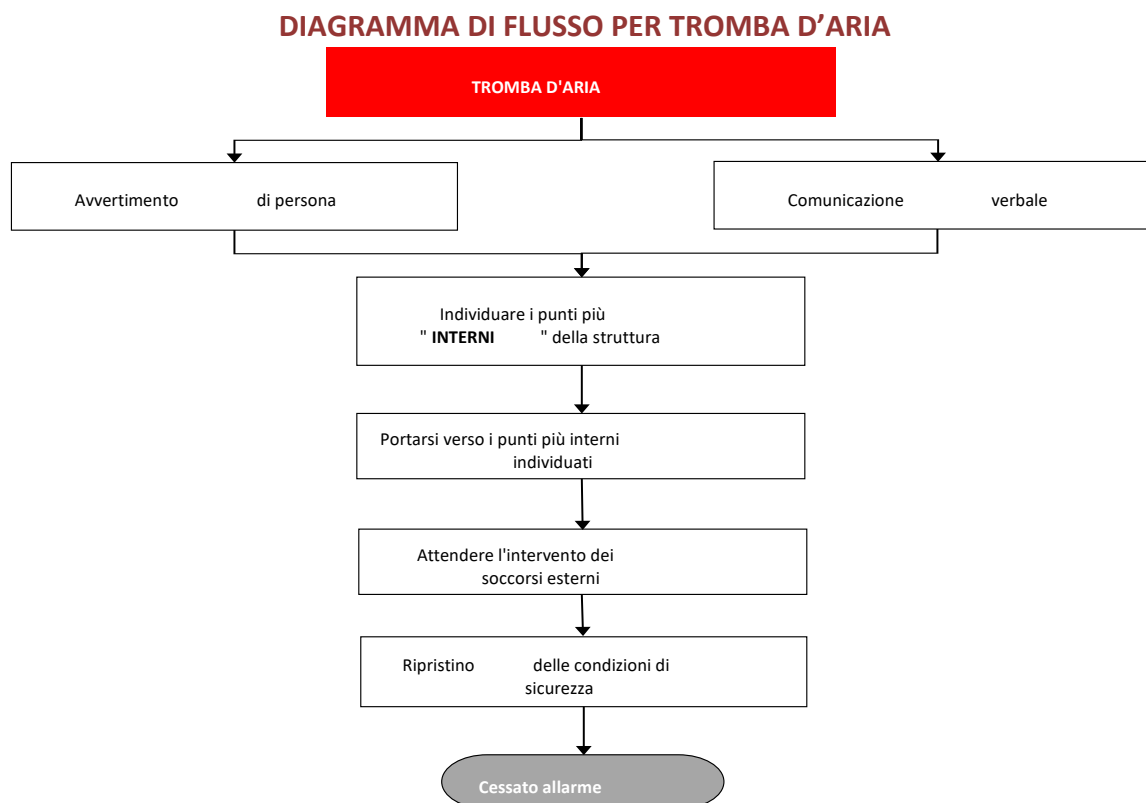 DIAGRAMMA DI FLUSSO PER TROMBA D’ARIA
TROMBA D'ARIA
Avvertimento di persona
Comunicazione verbale
Individuare i punti più
" INTERNI " della struttura
Portarsi verso i punti più interni
individuati
Attendere l'intervento dei
soccorsi esterni
Ripristino delle condizioni di
sicurezza
Cessato allarme